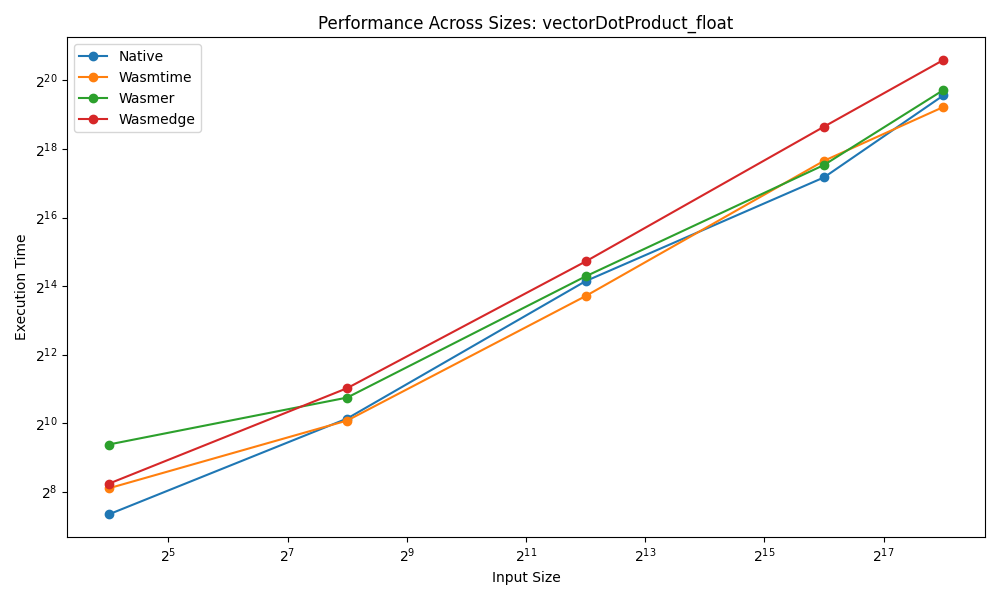 Performance Across Sizes: vectorDotProduct_float
Native
Wasmtime
Wasmer
Wasmedge
Execution Time
2^20
2^18
2^16
2^14
2^12
2^10
2^8
2^5 2^7 2^9 2^11 2^13 2^15 2^17
Input Size